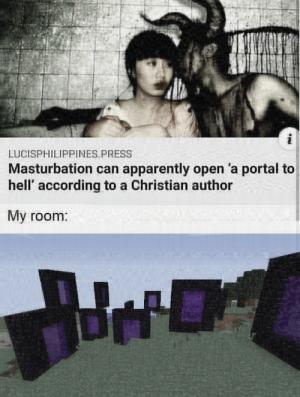 LUCISPHILIPPINES.PRESS
Masturbation can apparently open 'a portal to
hell' according to a Christian author
My room: